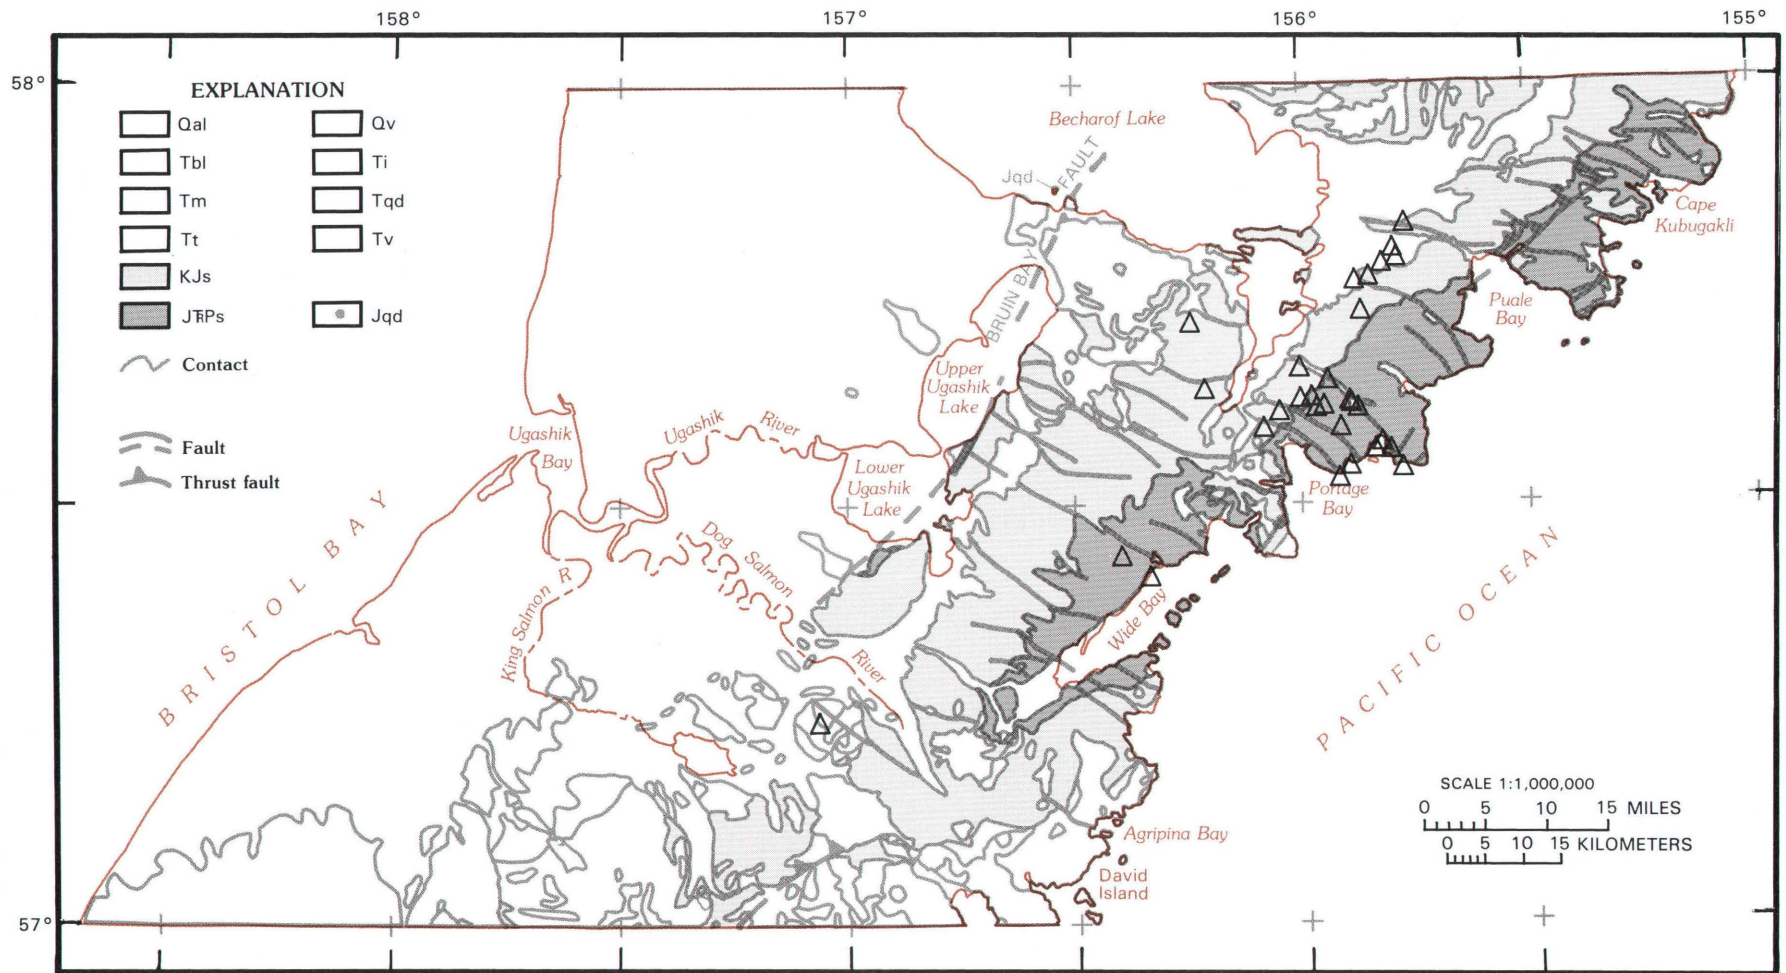 158° 157° 156° 155°
58°
EXPLANATION
Qal Qv
Tbl Ti
Tm Tqd
Tt Tv
KJs
JTRPs Jqd
Contact
Fault
Thrust fault
Becharof Lake
Jqd
BRUIN BAY FAULT
Cape
Kubugakli
Puale
Bay
Upper
Ugashik
Lake
Ugashik River
Ugashik
Bay
Lower
Ugashik
Lake
Portage
Bay
BRISTOL BAY
Dog Salmon River
King Salmon R
Wide Bay
PACIFIC OCEAN
SCALE 1:1,000,000
0 5 10 15 MILES
0 5 10 15 KILOMETERS
Agripina Bay
David
Island
57°